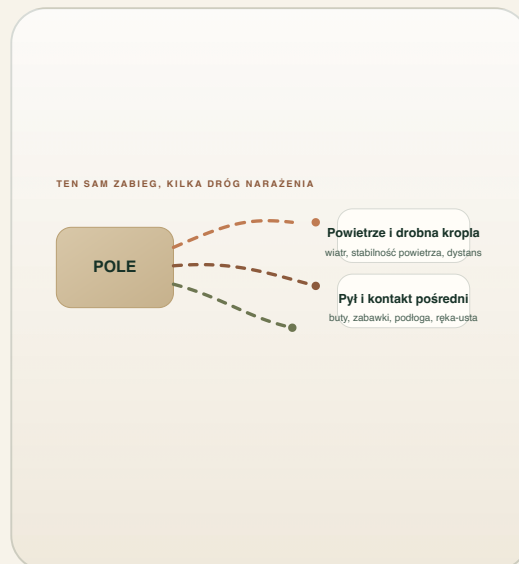 TEN SAM ZABIEG, KILKA DRÓG NARAŻENIA
POLE
Powietrze i drobna kropla
wiatr, stabilność powietrza, dystans
Pył i kontakt pośredni
buty, zabawki, podłoga, ręka-usta